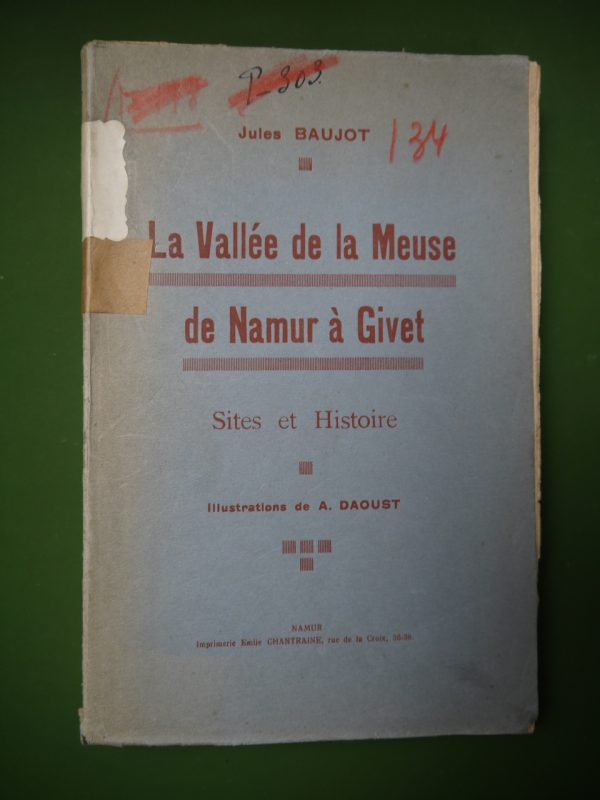 P-303.
Jules BAUJOT
134
La Vallée de la Meuse
de Namur à Givet
Sites et Histoire
Illustrations de A. DAOUST
NAMUR
Imprimerie Emile CHANTRAINE, rue de la Croix, 36-38.